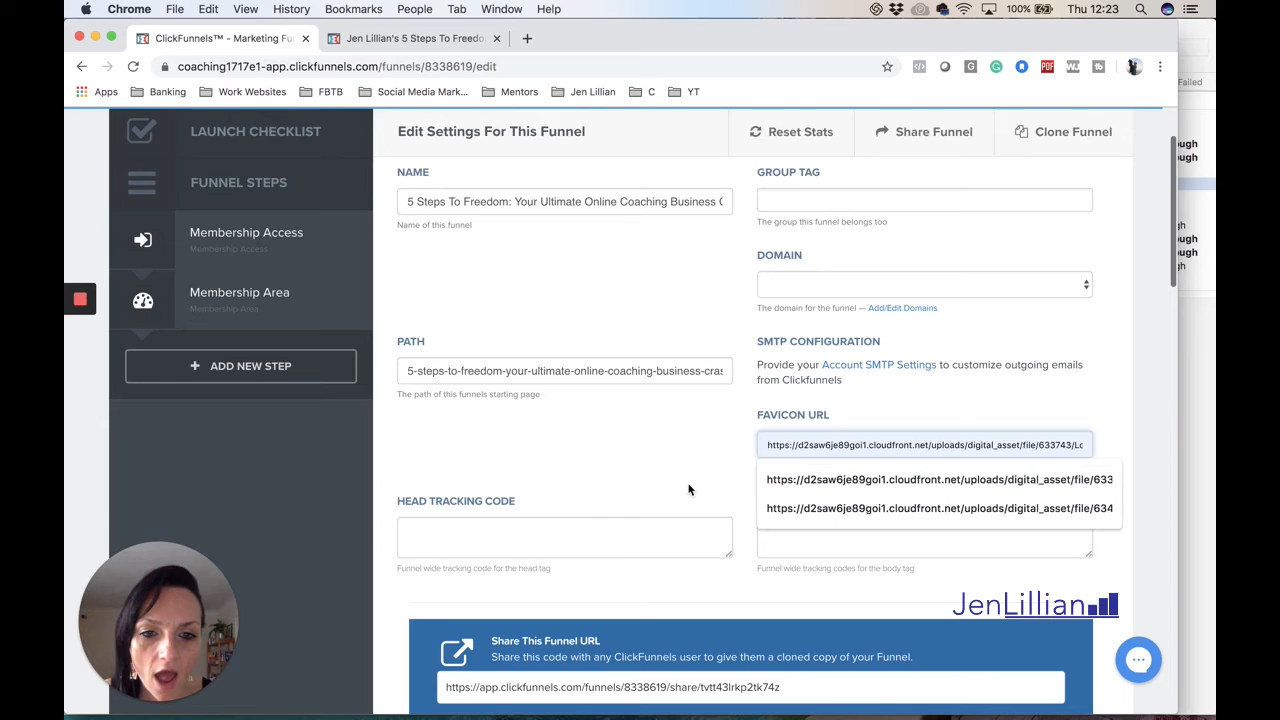 Chrome File Edit View History Bookmarks People Tab Window Help 100% Thu 12:23
ClickFunnels™ - Marketing Fu
Jen Lillian's 5 Steps To Freedo
coaching1717e1-app.clickfunnels.com/funnels/8338619/edit
Apps Banking Work Websites FBTB Social Media Mark... Mentors Jen Lillian C YT
Failed
LAUNCH CHECKLIST
Edit Settings For This Funnel
Reset Stats
Share Funnel
Clone Funnel
FUNNEL STEPS
Membership Access
Membership Access
Membership Area
Membership Area
+ ADD NEW STEP
NAME
5 Steps To Freedom: Your Ultimate Online Coaching Business C
Name of this funnel
GROUP TAG
The group this funnel belongs too
DOMAIN
The domain for the funnel — Add/Edit Domains
PATH
5-steps-to-freedom-your-ultimate-online-coaching-business-cras
The path of this funnels starting page
SMTP CONFIGURATION
Provide your Account SMTP Settings to customize outgoing emails
from Clickfunnels
FAVICON URL
https://d2saw6je89goi1.cloudfront.net/uploads/digital_asset/file/633743/Lc
https://d2saw6je89goi1.cloudfront.net/uploads/digital_asset/file/633
https://d2saw6je89goi1.cloudfront.net/uploads/digital_asset/file/634
HEAD TRACKING CODE
Funnel wide tracking code for the head tag
Funnel wide tracking codes for the body tag
JenLillian
Share This Funnel URL
Share this code with any ClickFunnels user to give them a cloned copy of your Funnel.
https://app.clickfunnels.com/funnels/8338619/share/tvtt43lrkp2tk74z